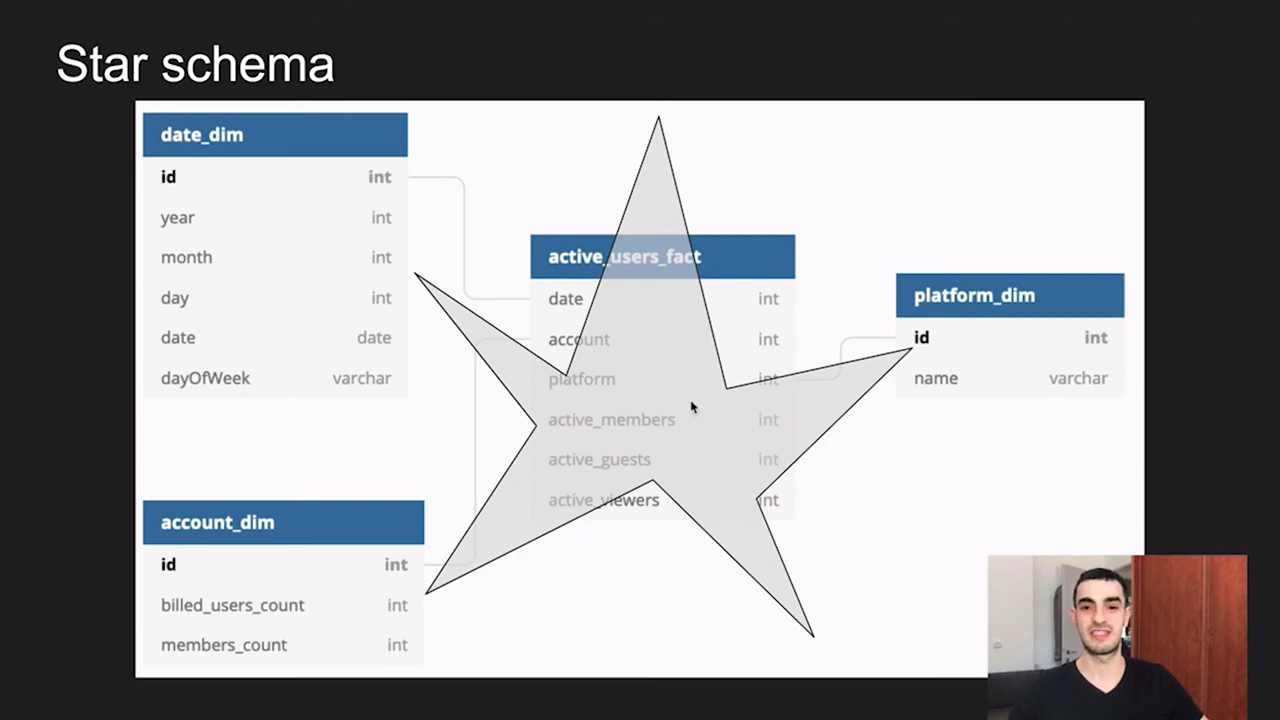 Star schema
date_dim
id int
year int
month int
day int
date date
dayOfWeek varchar
active_users_fact
date int
account int
platform int
active_members int
active_guests int
active_viewers int
platform_dim
id int
name varchar
account_dim
id int
billed_users_count int
members_count int